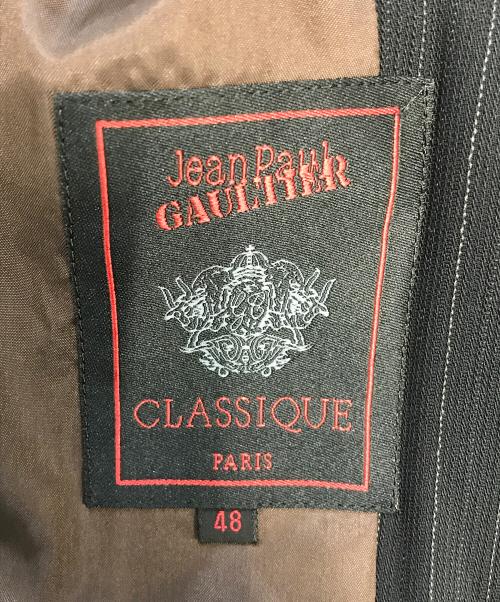 Jean Paul
GAULTIER
CLASSIQUE
PARIS
48